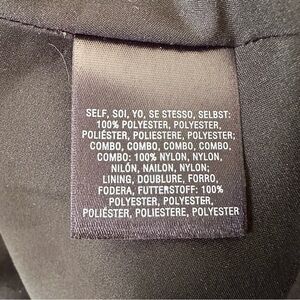 SELF, SOI, YO, SE STESSO, SELBST:
100% POLYESTER, POLYESTER,
POLIÉSTER, POLIESTERE, POLYESTER;
COMBO, COMBO, COMBO, COMBO,
COMBO: 100% NYLON, NYLON,
NILÓN, NAILON, NYLON;
LINING, DOUBLURE, FORRO,
FODERA, FUTTERSTOFF: 100%
POLYESTER, POLYESTER,
POLIÉSTER, POLIESTERE, POLYESTER